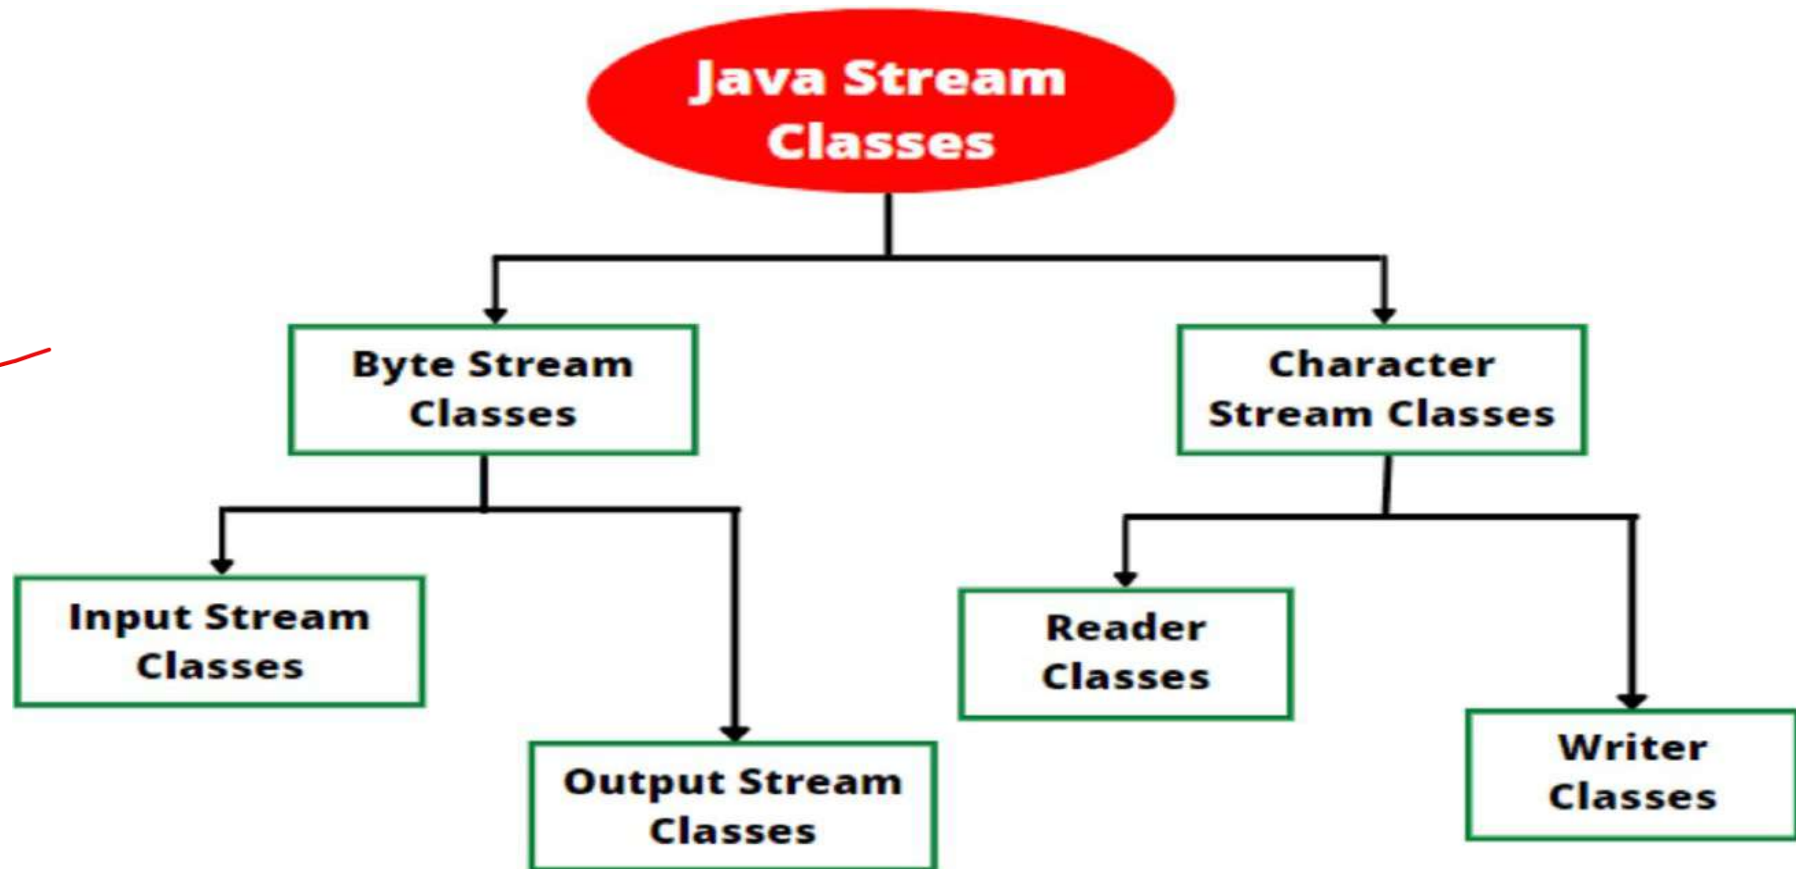 Java Stream
Classes
Byte Stream
Classes
Character
Stream Classes
Input Stream
Classes
Reader
Classes
Output Stream
Classes
Writer
Classes